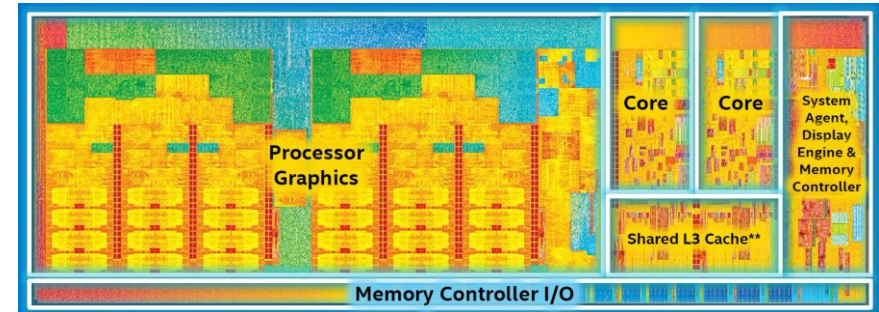 Processor
Graphics
Core
Core
System
Agent,
Display
Engine &
Memory
Controller
Shared L3 Cache**
Memory Controller I/O